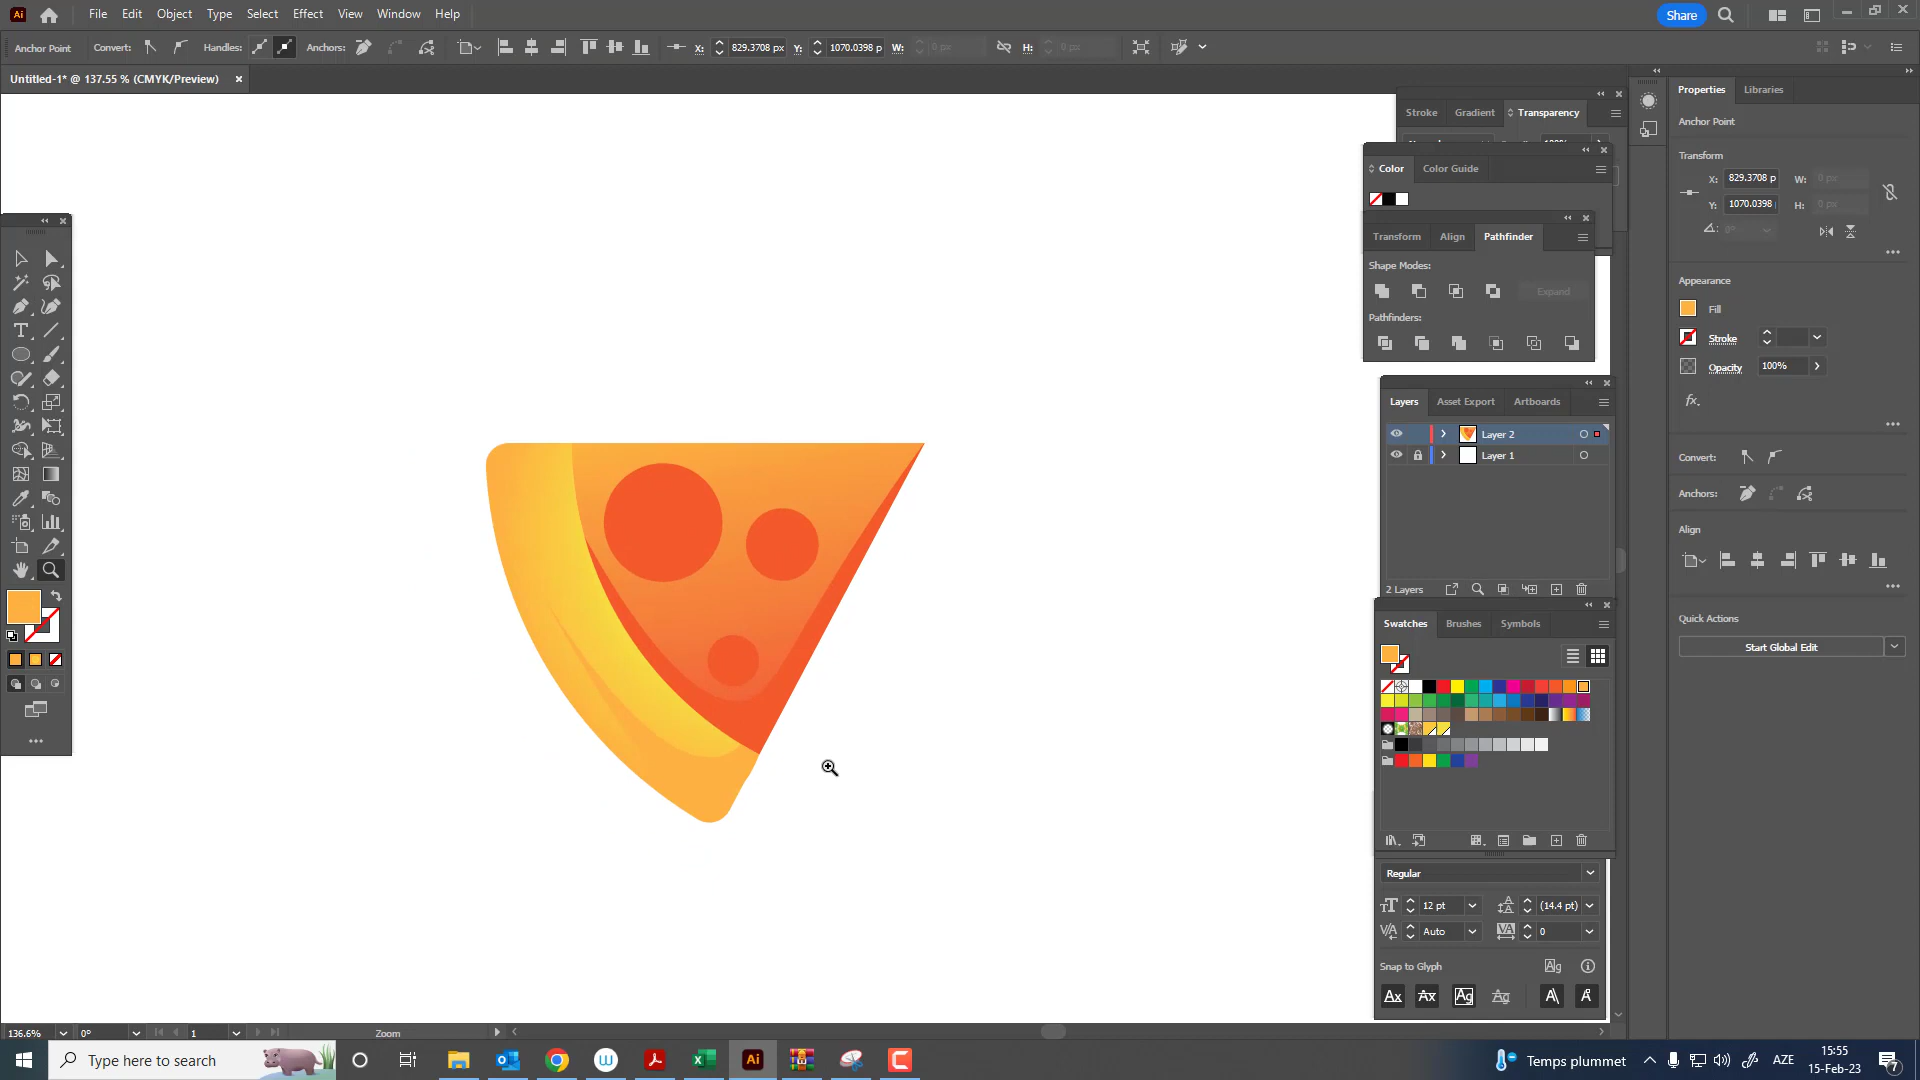 Ai File Edit Object Type Select Effect View Window Help Share
Anchor Point Convert: Handles: Anchors: X: 829.3708 px Y: 1070.0398 p W: 0 px H: 0 px
Untitled-1* @ 137.55 % (CMYK/Preview)
Stroke Gradient Transparency
Color Color Guide
Transform Align Pathfinder
Shape Modes:
Expand
Pathfinders:
Layers Asset Export Artboards
Layer 2
Layer 1
2 Layers
Swatches Brushes Symbols
Regular
12 pt (14.4 pt)
Auto 0
Snap to Glyph
Properties Libraries
Anchor Point
Transform
X: 829.3708 p W: 0 px
Y: 1070.0398 H: 0 px
0°
Appearance
Fill
Stroke
Opacity 100%
fx.
Convert:
Anchors:
Align
Quick Actions
Start Global Edit
136.6% 0° 1 Zoom
Type here to search
Temps plummet AZE
15:55
15-Feb-23
7